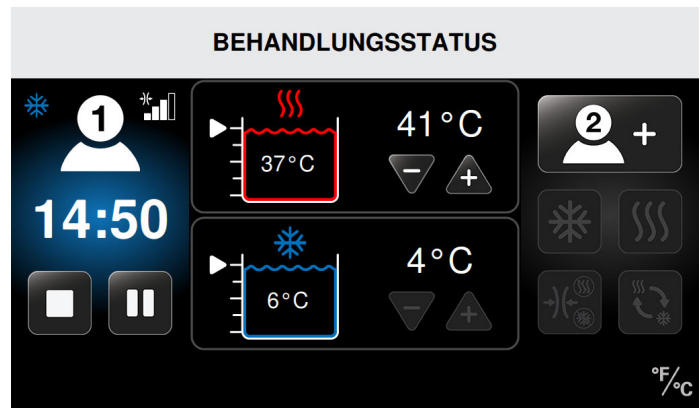 BEHANDLUNGSSTATUS
1
14:50
41°C
37°C
4°C
6°C
2 +
°F/°C